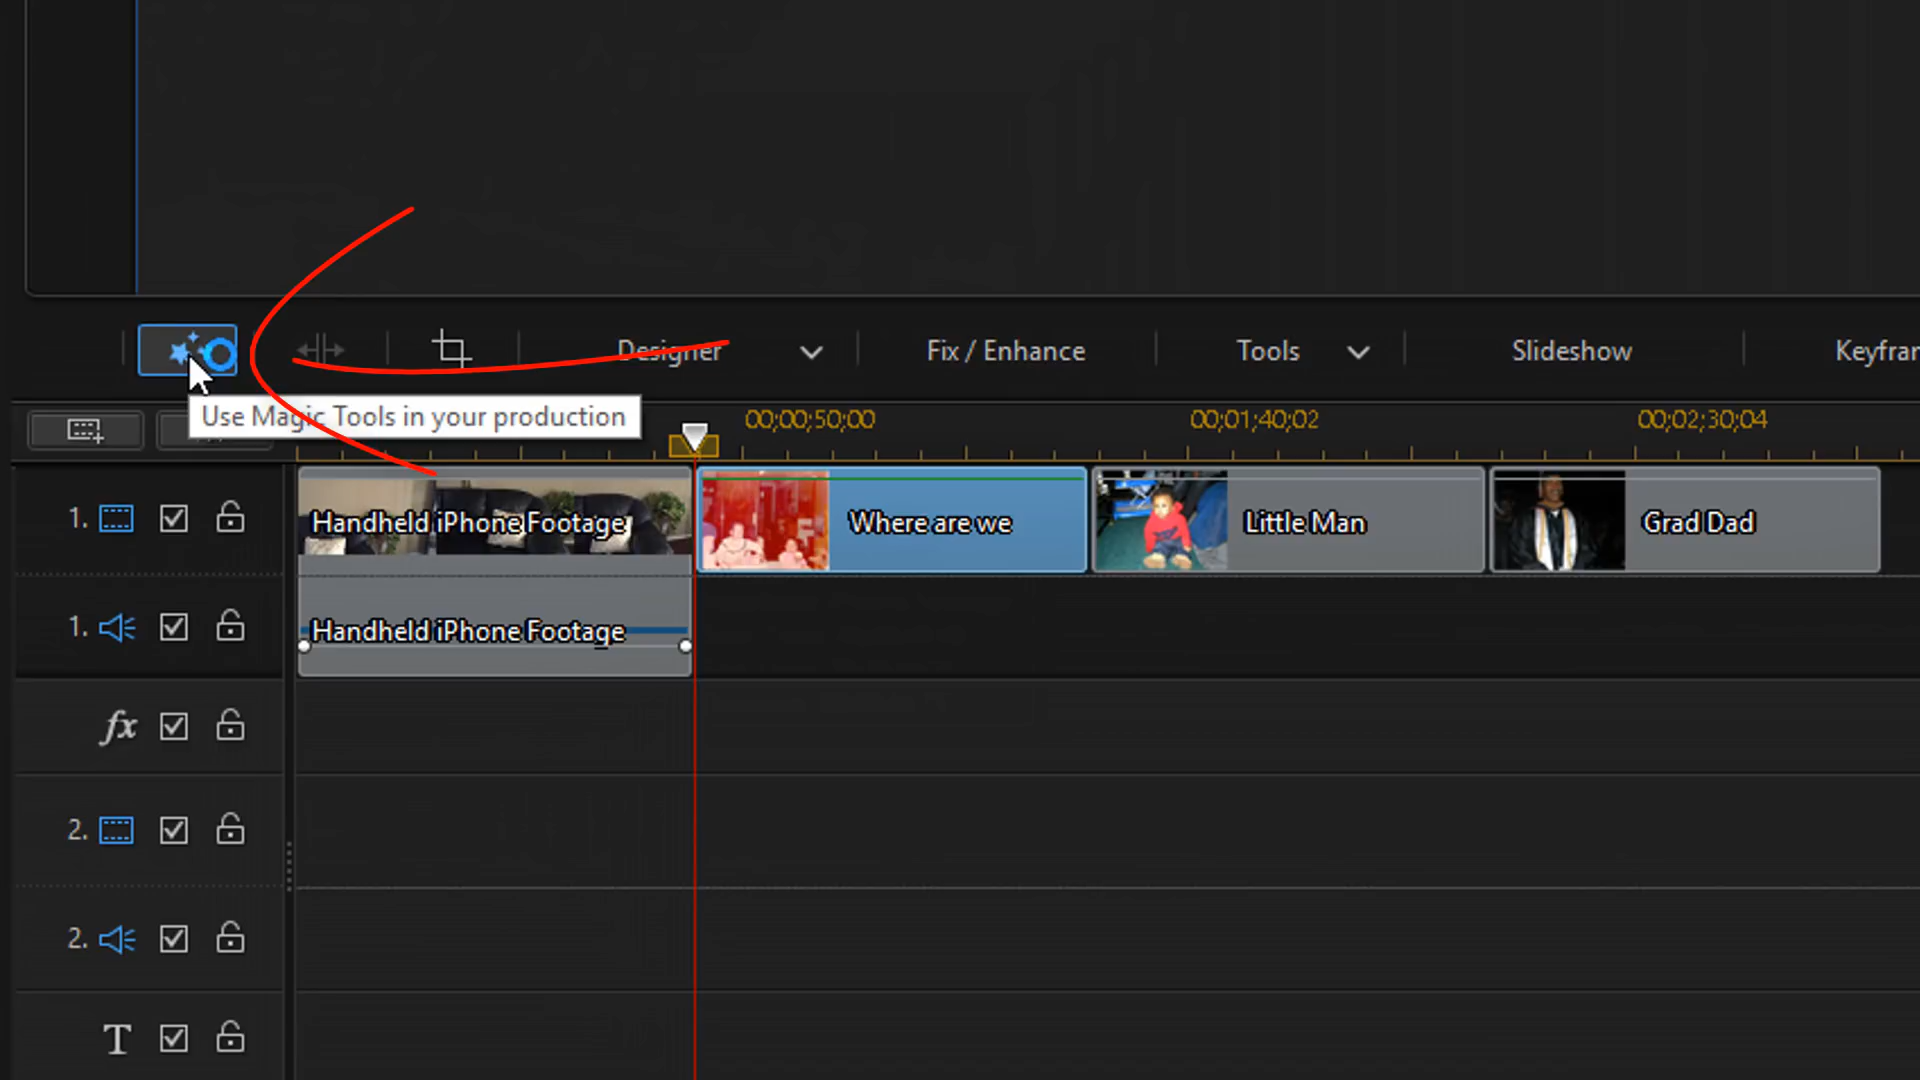 Designer
Fix / Enhance
Tools
Slideshow
Keyfran
Use Magic Tools in your production
00;00;50;00
00;01;40;02
00;02;30;04
1.
Handheld iPhone Footage
Where are we
Little Man
Grad Dad
1.
Handheld iPhone Footage
fx
2.
2.
T